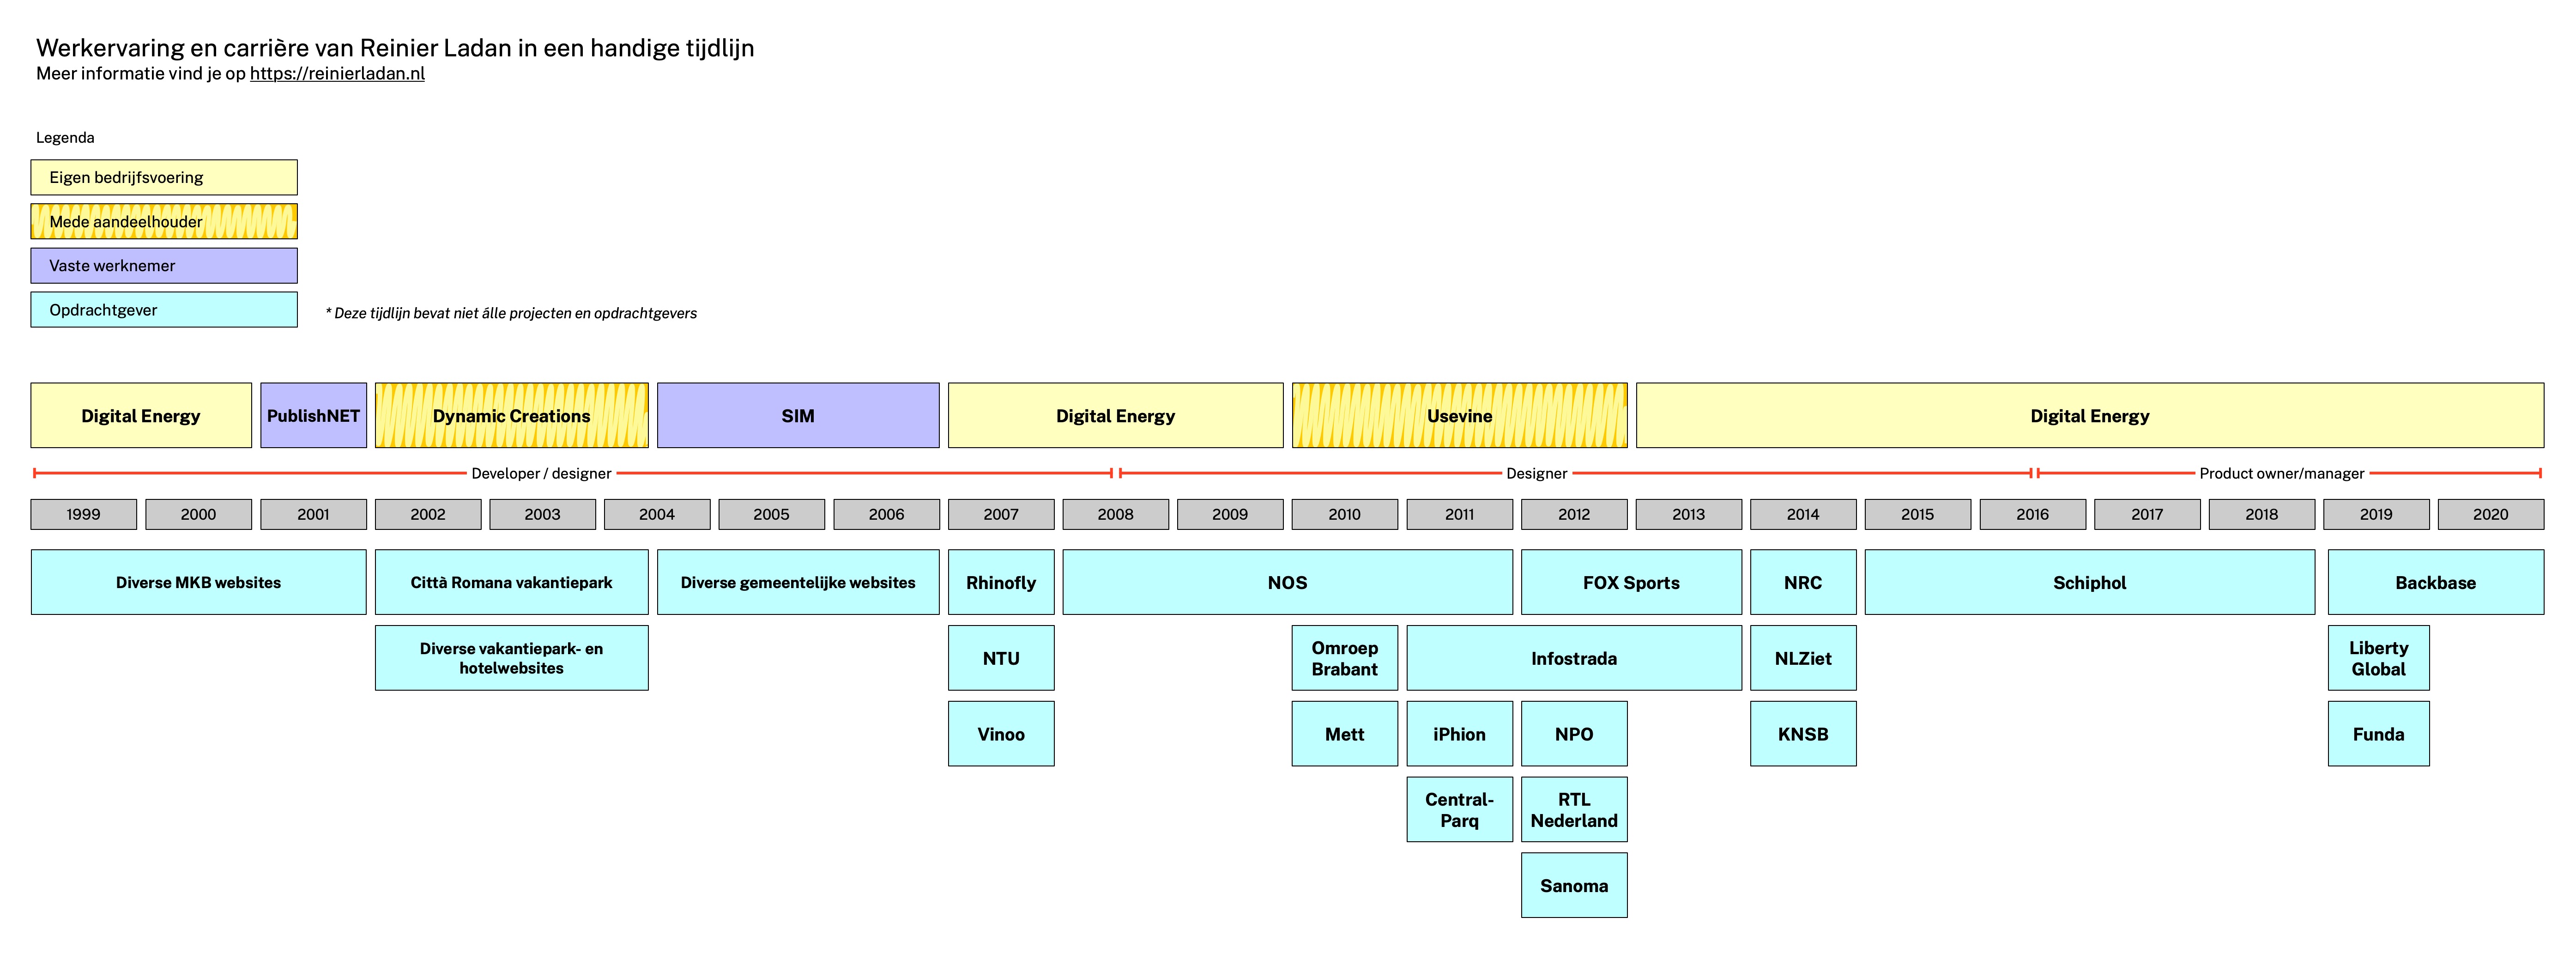 Werkervaring en carrière van Reinier Ladan in een handige tijdlijn
Meer informatie vind je op https://reinierladan.nl
Legenda
Eigen bedrijfsvoering
Mede aandeelhouder
Vaste werknemer
Opdrachtgever
* Deze tijdlijn bevat niet álle projecten en opdrachtgevers
Digital Energy
PublishNET
Dynamic Creations
SIM
Digital Energy
Usevine
Digital Energy
Developer / designer
Designer
Product owner/manager
1999
2000
2001
2002
2003
2004
2005
2006
2007
2008
2009
2010
2011
2012
2013
2014
2015
2016
2017
2018
2019
2020
Diverse MKB websites
Città Romana vakantiepark
Diverse gemeentelijke websites
Rhinofly
NOS
FOX Sports
NRC
Schiphol
Backbase
Diverse vakantiepark- en
hotelwebsites
NTU
Omroep
Brabant
Infostrada
NLZiet
Liberty
Global
Vinoo
Mett
iPhion
NPO
KNSB
Funda
Central-
Parq
RTL
Nederland
Sanoma